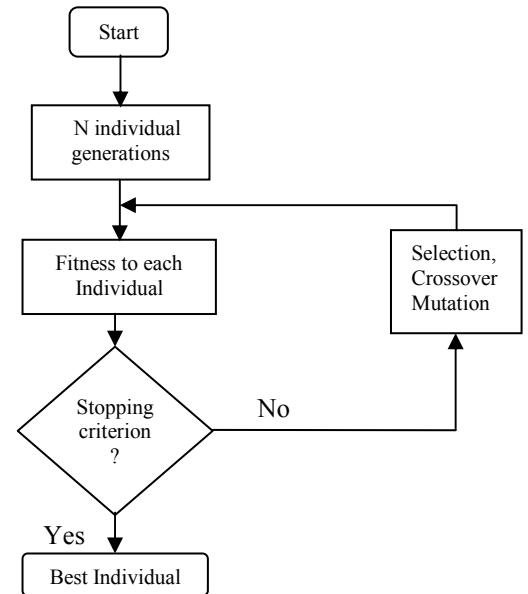 Start
N individual
generations
Fitness to each
Individual
Selection,
Crossover
Mutation
Stopping
criterion
?
No
Yes
Best Individual